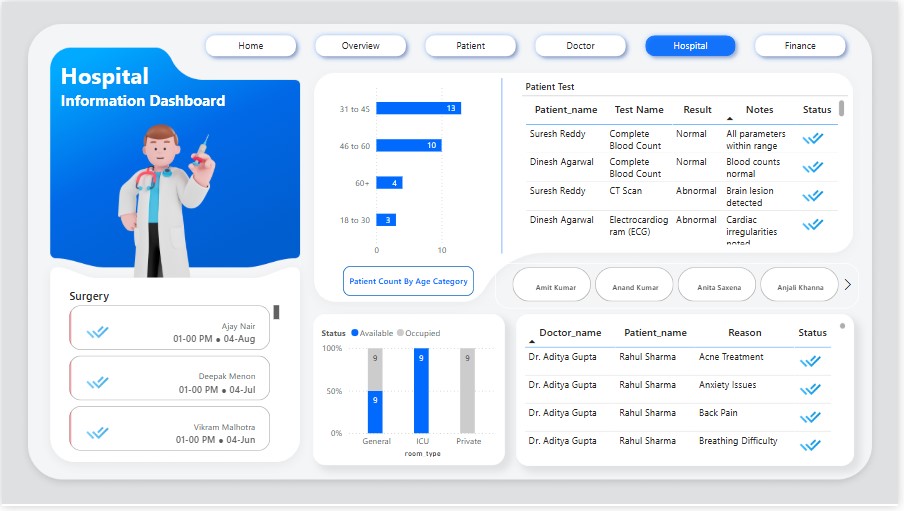 Home
Overview
Patient
Doctor
Hospital
Finance
Hospital
Information Dashboard
Surgery
Ajay Nair
01-00 PM ● 04-Aug
Deepak Menon
01-00 PM ● 04-Jul
Vikram Malhotra
01-00 PM ● 04-Jun
31 to 45
13
46 to 60
10
60+
4
18 to 30
3
0
10
Patient Count By Age Category
Patient Test
Patient_name Test Name Result Notes Status
Suresh Reddy Complete Normal All parameters
Blood Count within range
Dinesh Agarwal Complete Normal Blood counts
Blood Count normal
Suresh Reddy CT Scan Abnormal Brain lesion
detected
Dinesh Agarwal Electrocardiog Abnormal Cardiac
ram (ECG) irregularities
noted
Amit Kumar
Anand Kumar
Anita Saxena
Anjali Khanna
Status Available Occupied
100%
50%
0%
9
9
9
9
General
ICU
Private
room_type
Doctor_name Patient_name Reason Status
Dr. Aditya Gupta Rahul Sharma Acne Treatment
Dr. Aditya Gupta Rahul Sharma Anxiety Issues
Dr. Aditya Gupta Rahul Sharma Back Pain
Dr. Aditya Gupta Rahul Sharma Breathing Difficulty